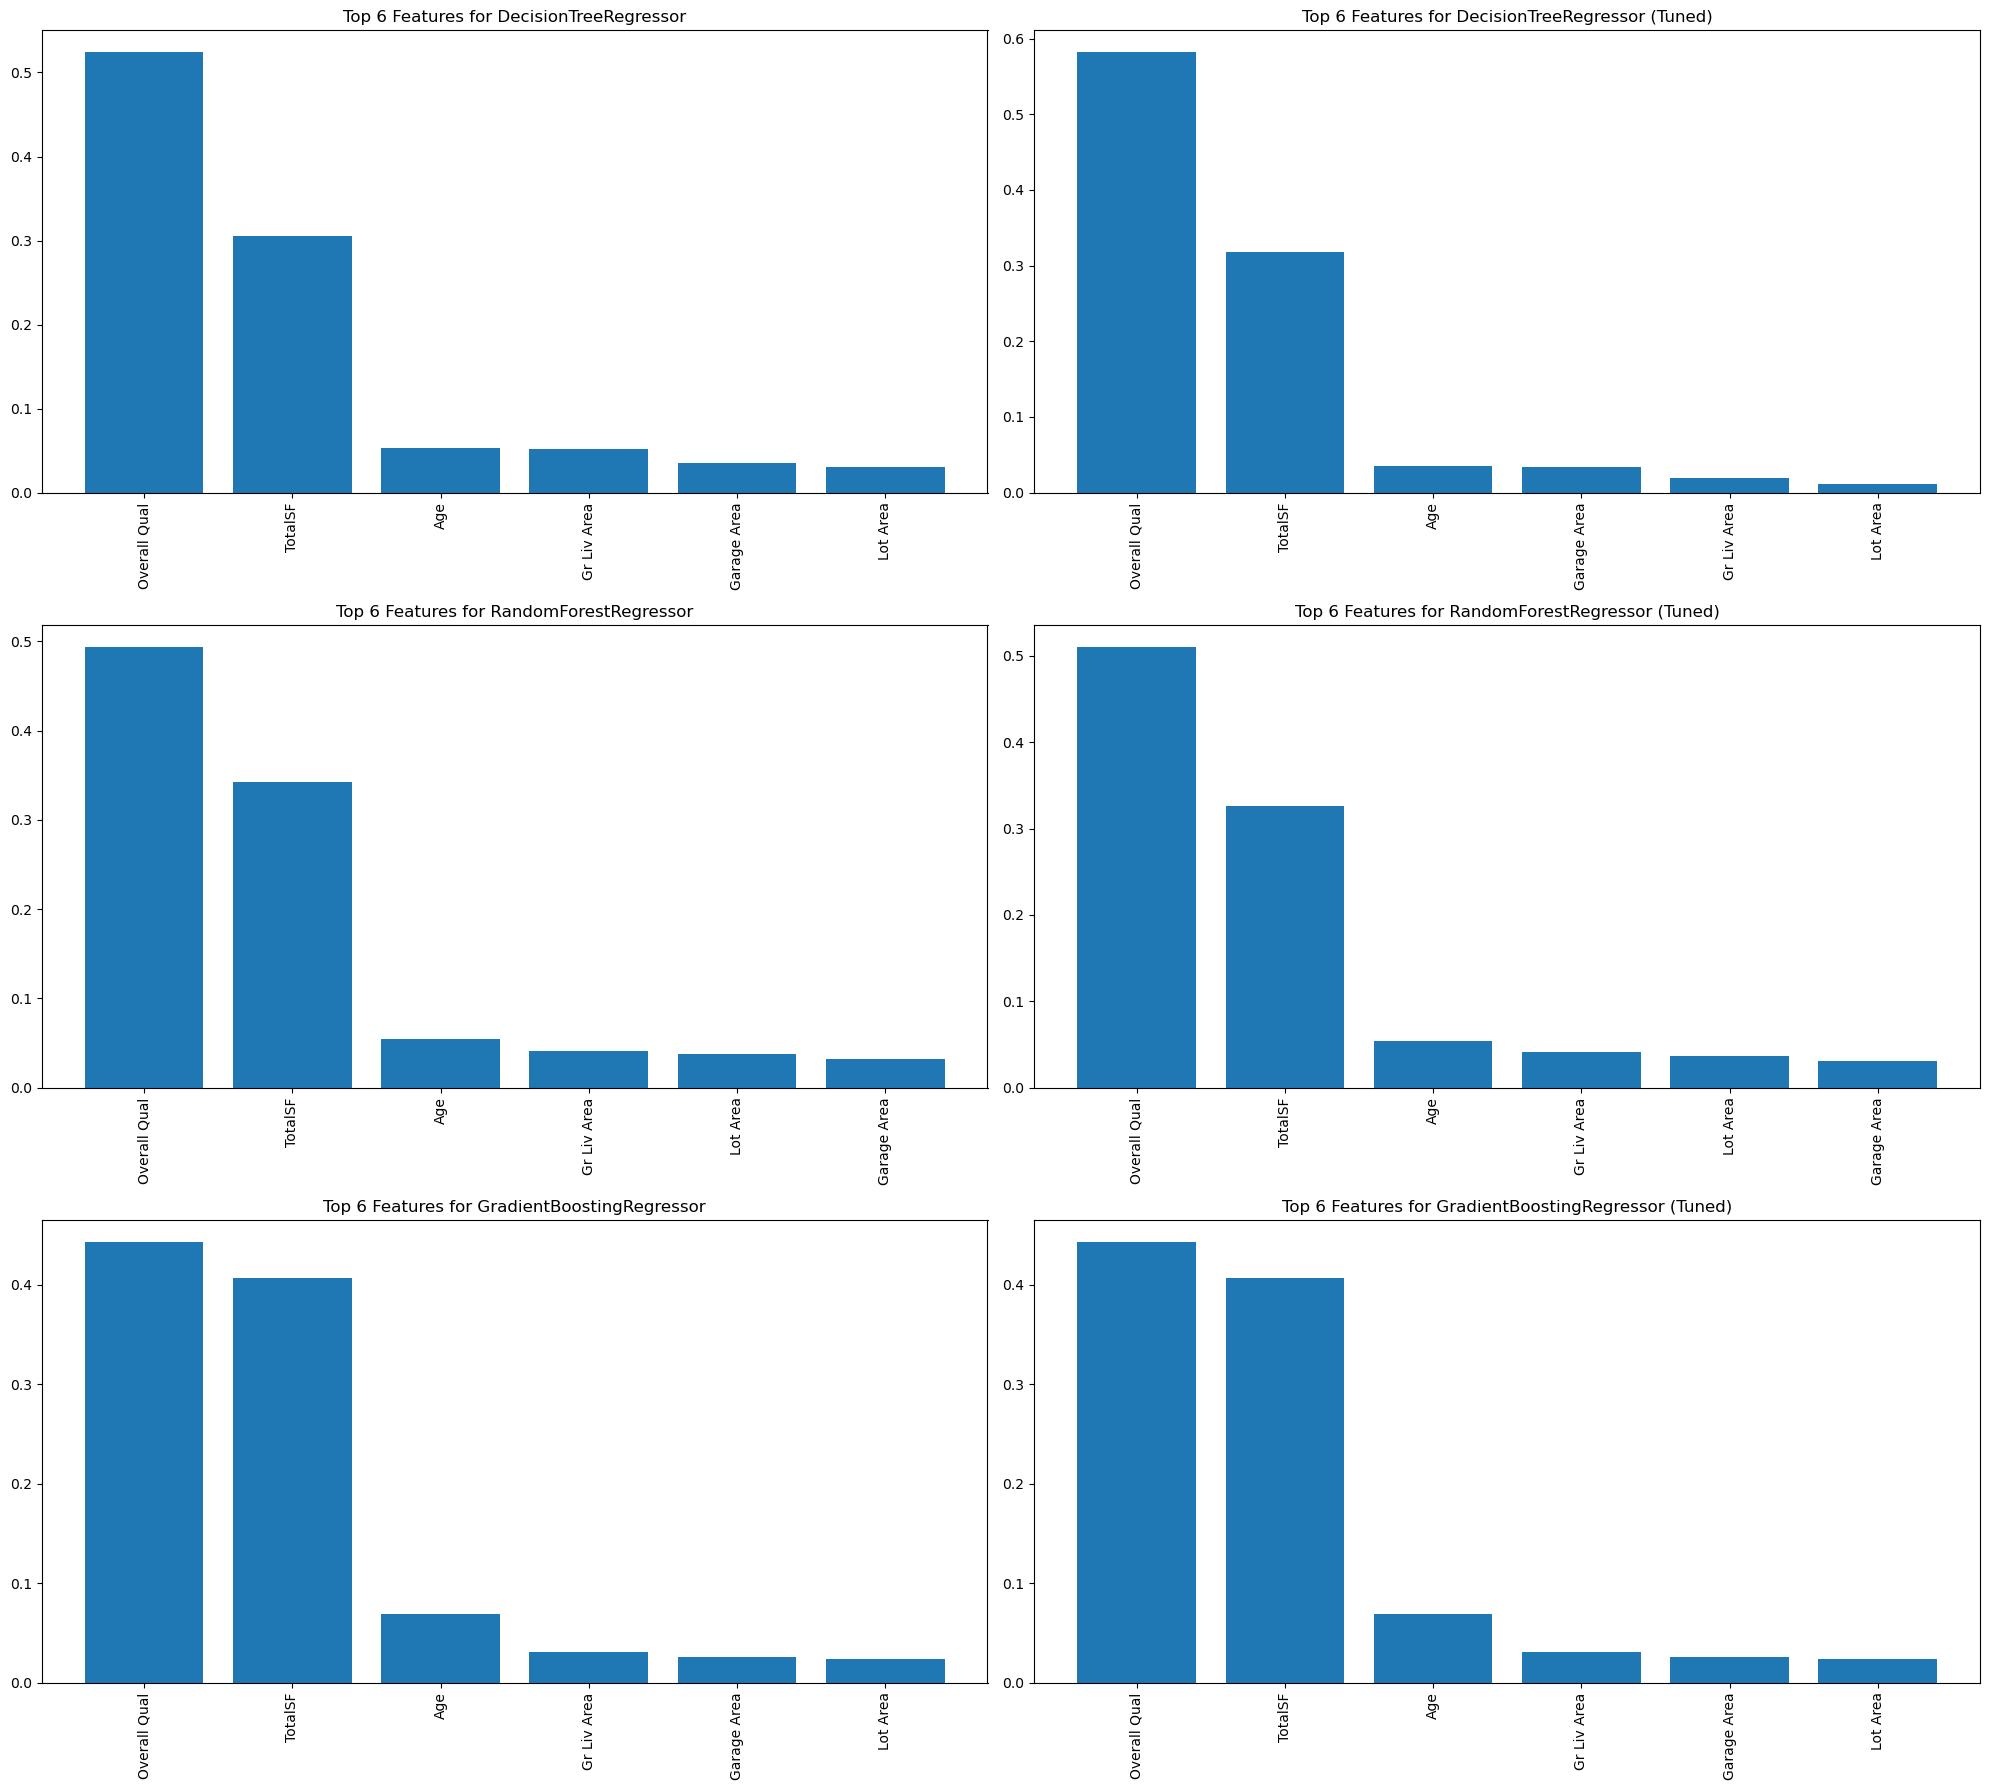 Top 6 Features for DecisionTreeRegressor
0.5
0.4
0.3
0.2
0.1
0.0
Overall Qual
TotalSF
Age
Gr Liv Area
Garage Area
Lot Area
Top 6 Features for DecisionTreeRegressor (Tuned)
0.6
0.5
0.4
0.3
0.2
0.1
0.0
Overall Qual
TotalSF
Age
Garage Area
Gr Liv Area
Lot Area
Top 6 Features for RandomForestRegressor
0.5
0.4
0.3
0.2
0.1
0.0
Overall Qual
TotalSF
Age
Gr Liv Area
Lot Area
Garage Area
Top 6 Features for RandomForestRegressor (Tuned)
0.5
0.4
0.3
0.2
0.1
0.0
Overall Qual
TotalSF
Age
Gr Liv Area
Lot Area
Garage Area
Top 6 Features for GradientBoostingRegressor
0.4
0.3
0.2
0.1
0.0
Overall Qual
TotalSF
Age
Gr Liv Area
Garage Area
Lot Area
Top 6 Features for GradientBoostingRegressor (Tuned)
0.4
0.3
0.2
0.1
0.0
Overall Qual
TotalSF
Age
Gr Liv Area
Garage Area
Lot Area